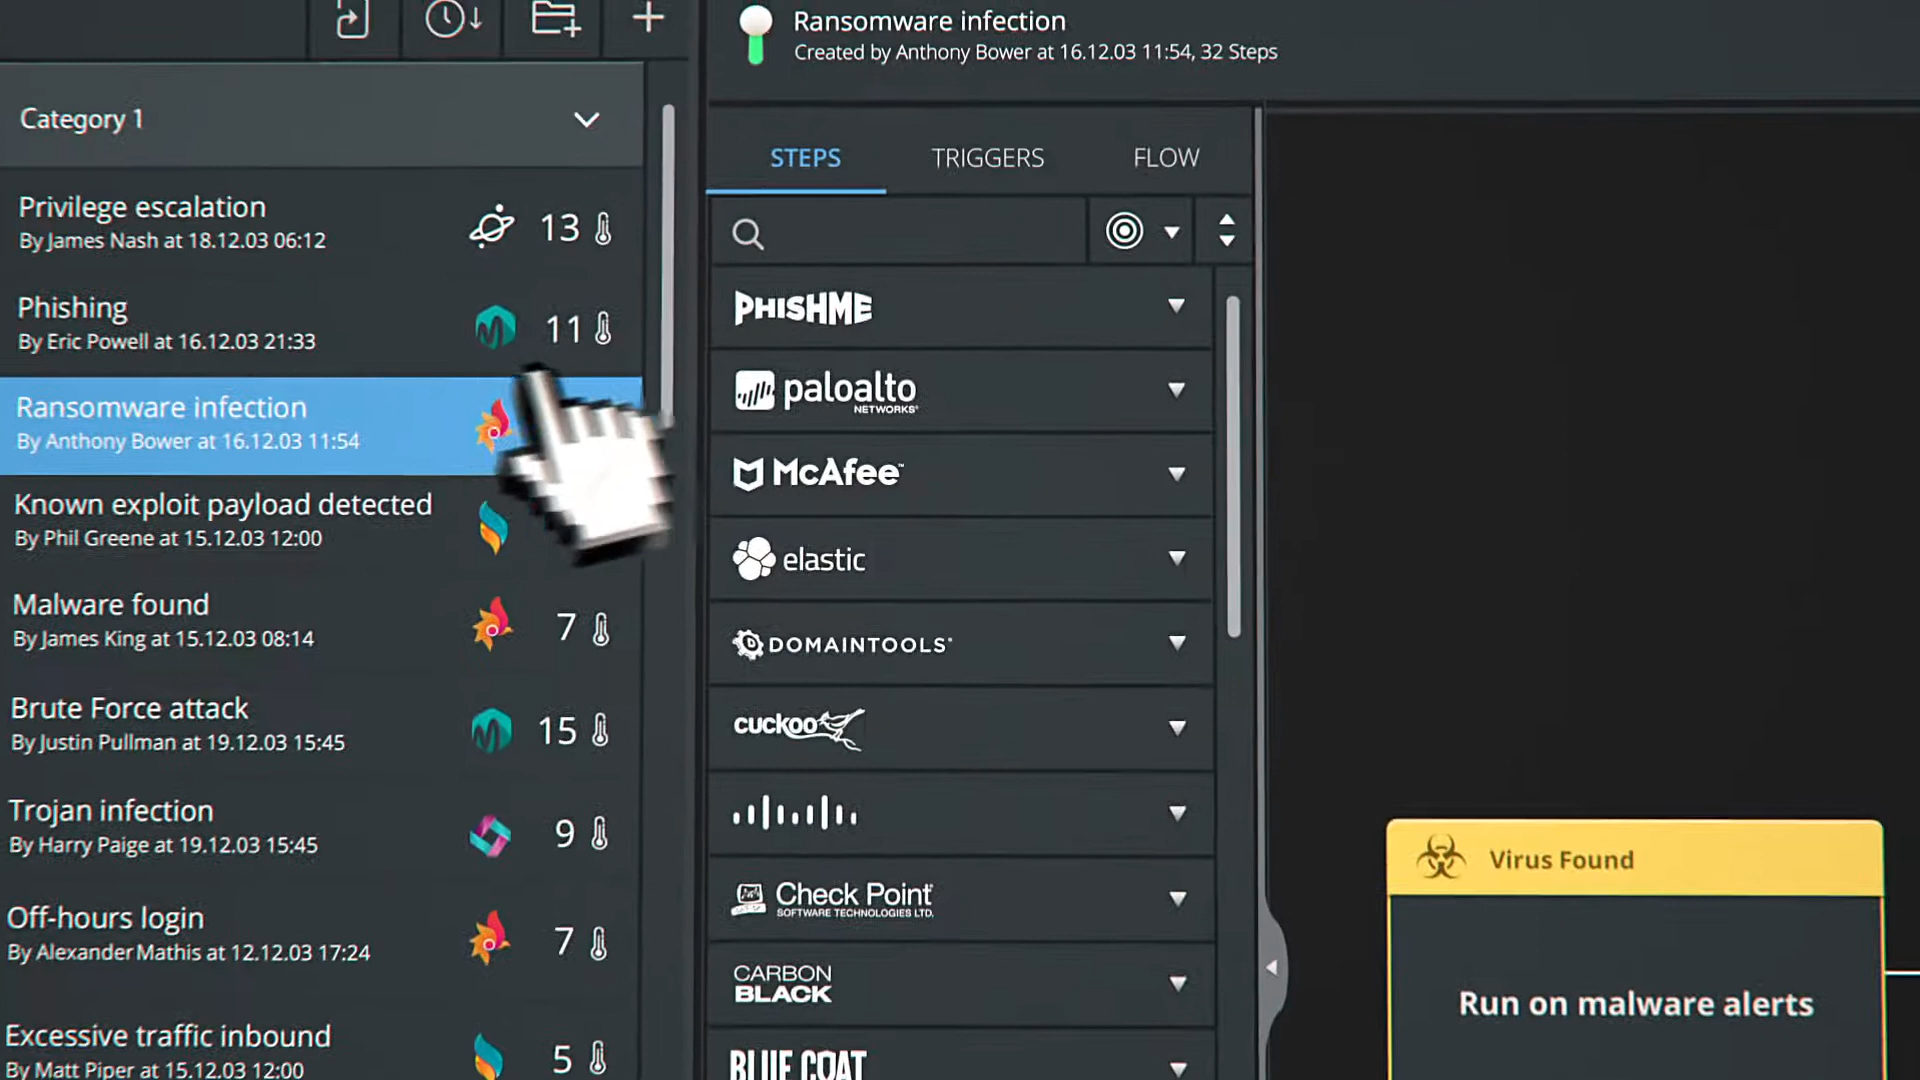 Ransomware infection
Created by Anthony Bower at 16.12.03 11:54, 32 Steps
Category 1
Privilege escalation
By James Nash at 18.12.03 06:12
13
Phishing
By Eric Powell at 16.12.03 21:33
11
Ransomware infection
By Anthony Bower at 16.12.03 11:54
Known exploit payload detected
By Phil Greene at 15.12.03 12:00
Malware found
By James King at 15.12.03 08:14
7
Brute Force attack
By Justin Pullman at 19.12.03 15:45
15
Trojan infection
By Harry Paige at 19.12.03 15:45
9
Off-hours login
By Alexander Mathis at 12.12.03 17:24
7
Excessive traffic inbound
By Matt Piper at 15.12.03 12:00
5
STEPS TRIGGERS FLOW
PHISHME
paloalto
NETWORKS®
McAfee™
elastic
DOMAINTOOLS®
cuckoo
Check Point
SOFTWARE TECHNOLOGIES LTD.
CARBON
BLACK
BLUE COAT
Virus Found
Run on malware alerts